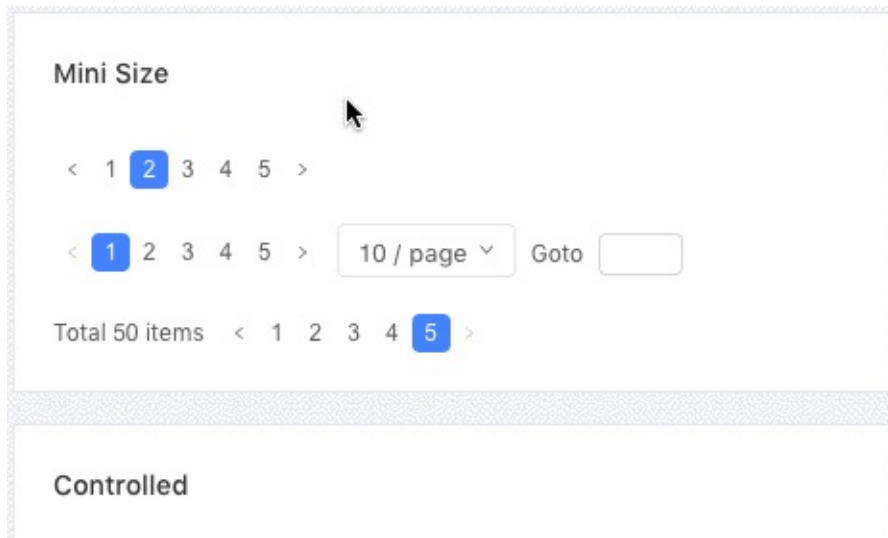 Mini Size
< 1 2 3 4 5 >
< 1 2 3 4 5 > 10 / page Goto
Total 50 items < 1 2 3 4 5 >
Controlled